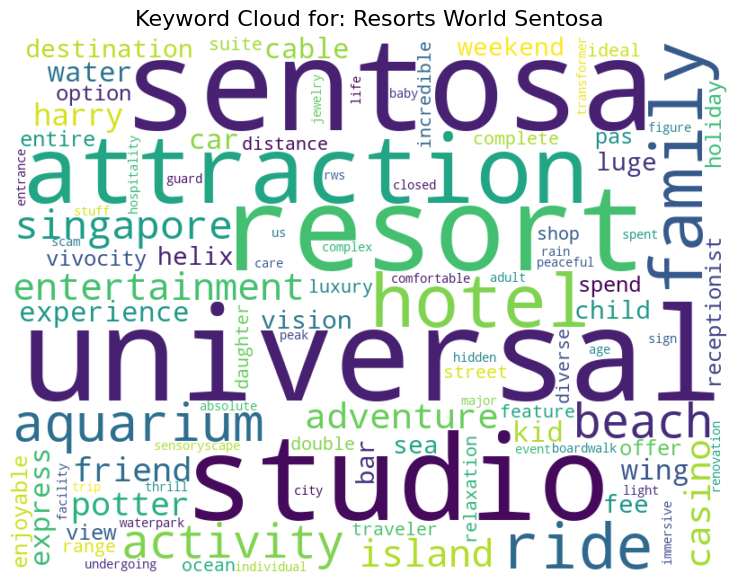 Keyword Cloud for: Resorts World Sentosa
destination
suite
cable
weekend
ideal
transformer
family
water
option
harry
sentosa
jewelry
life
baby
incredible
holiday
entire
car
distance
complete
pas
figure
luge
entrance
attraction
hospitality
guard
rws
closed
stuff
singapore
resort
scam
us
shop
spent
vivocity
helix
care
complex
rain
peaceful
entertainment
luxury
comfortable
adult
spend
hotel
receptionist
experience
vision
child
daughter
peak
hidden
diverse
age
sign
street
universal
absolute
major
aquarium
adventure
feature
beach
kid
sensoryscape
double
sea
event
boardwalk
offer
renovation
enjoyable
express
facility
friend
trip
thrill
bar
relaxation
studio
wing
casino
city
light
potter
fee
immersive
view
waterpark
traveler
range
activity
island
ride
undergoing
ocean
individual